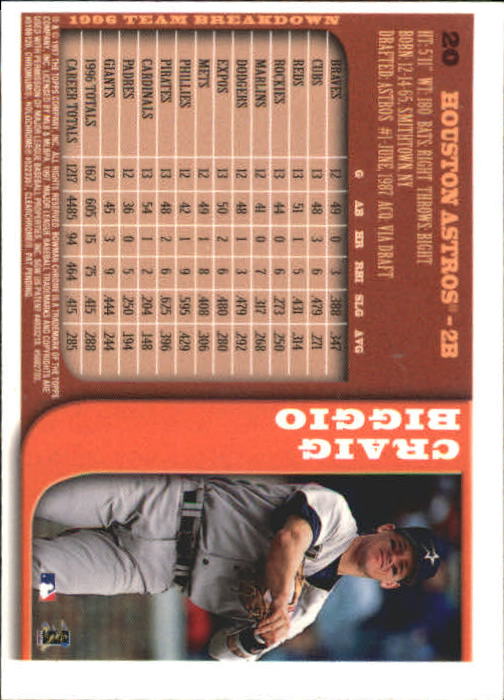 20 HOUSTON ASTROS - 2B
HT: 5'11" WT: 180 BATS: RIGHT THROWS: RIGHT
BORN: 12-14-65, SMITHTOWN, NY
DRAFTED: ASTROS #1-JUNE, 1987 ACQ: VIA DRAFT
G AB HR RBI SLG AVG
BRAVES 12 49 0 3 .388 .347
CUBS 13 48 3 6 .479 .271
REDS 13 51 1 5 .431 .314
ROCKIES 13 44 0 6 .273 .250
MARLINS 12 41 0 7 .317 .268
DODGERS 12 48 1 3 .479 .292
EXPOS 13 50 2 6 .480 .280
METS 12 49 1 8 .408 .306
PHILLIES 12 42 1 9 .595 .429
PIRATES 13 48 2 6 .625 .396
CARDINALS 13 54 1 2 .204 .148
PADRES 12 36 0 5 .250 .194
GIANTS 12 45 3 9 .444 .244
1996 TOTALS 162 605 15 75 .415 .288
CAREER TOTALS 1217 4485 94 464 .415 .285
1996 TEAM BREAKDOWN
CRAIG
BIGGIO